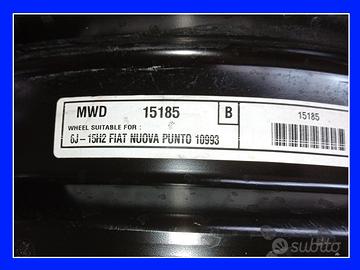 MWD 15185 B 15185
WHEEL SUITABLE FOR :
6J-15H2 FIAT NUOVA PUNTO 10993
subito